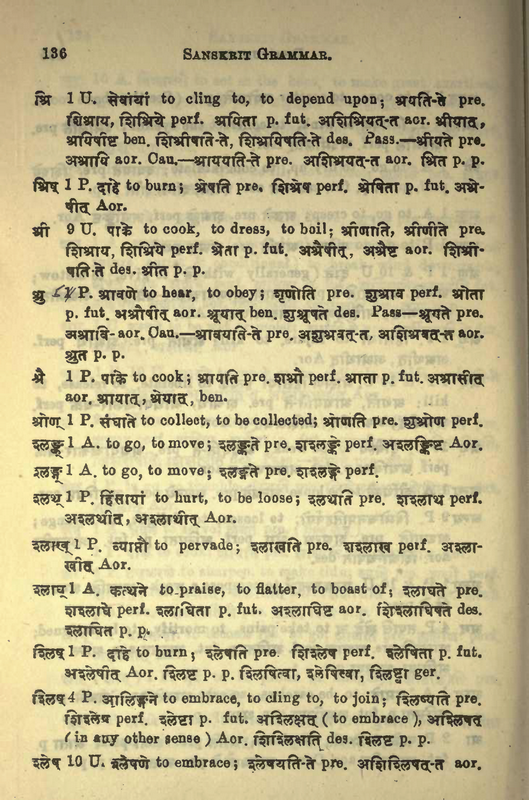 136 SANSKRIT GRAMMAR.
श्रि 1 U. सेवायां to cling to, to depend upon; श्रयति-ते pre.
शिश्राय, शिश्रिये perf. श्रयिता p. fut. अशिश्रियत्-त aor. श्रीयात्,
श्रयिषीष्ट ben. शिश्रीषति-ते, शिश्रयिषति-ते des. Pass.—श्रीयते pre.
अश्रायि aor. Cau.—श्राययति-ते pre. अशिश्रयत्-त aor. श्रित p. p.
श्रिष् 1 P. दाहे to burn; श्रेषति pre. शिश्रेष perf. श्रेषिता p. fut. अश्रे-
षीत् Aor.
श्री 9 U. पाके to cook, to dress, to boil; श्रीणाति, श्रीणीते pre.
शिश्राय, शिश्रिये perf. श्रेता p. fut. अश्रैषीत्, अश्रेष्ट aor. शिश्री-
षति-ते des. श्रीत p. p.
श्रु P. श्रावणे to hear, to obey; शृणोति pre. शुश्राव perf. श्रोता
p. fut. अश्रौषीत् aor. श्रूयात् ben. शुश्रूषते des. Pass—श्रूयते pre.
अश्रावि- aor. Cau.—श्रावयति-ते pre. अशुश्रवत्-त, आशिश्रवत्-त aor.
श्रुत p. p.
श्रै 1 P. पाके to cook; श्रायति pre. शश्रौ perf. श्राता p. fut. अश्रासीत्
aor. श्रायात्, श्रेयात्, ben.
श्रोण् 1 P. संघाते to collect, to be collected; श्रोणति pre. शुश्रोण perf.
श्लङ्क् 1 A. to go, to move; श्लङ्कते pre. शश्लङ्के perf. अश्लङ्किष्ट Aor.
श्लङ्ग् 1 A. to go, to move; श्लङ्गते pre. शश्लङ्गे perf.
श्लथ् 1 P. हिंसायां to hurt, to be loose; श्लथति pre. शश्लाथ perf.
अश्लथीत्, अश्लाथीत् Aor.
श्लाख् 1 P. व्याप्तौ to pervade; श्लाखति pre. शश्लाख perf. अश्ला-
खीत् Aor.
श्लाघ् 1 A. कत्थने to praise, to flatter, to boast of; श्लाघते pre.
शश्लाघे perf. श्लाघिता p. fut. अश्लाघिष्ट aor. शिश्लाघिषते des.
श्लाघित p. p.
श्लिष् 1 P. दाहे to burn; श्लेषति pre. शिश्लेष perf. श्लेषिता p. fut.
अश्लेषीत् Aor. श्लिष्ट p. p. श्लिषित्वा, श्लेषित्वा, श्लिष्ट्वा ger.
श्लिष् 4 P. आलिङ्गने to embrace, to cling to, to join; श्लिष्यति pre.
शिश्लेष perf. श्लेष्टा p. fut. अश्लिक्षत् (to embrace), अश्लिषत्
(in any other sense) Aor. शिश्लिक्षति des. श्लिष्ट p. p.
श्लेष् 10 U. श्लेषणे to embrace; श्लेषयति-ते pre. अशिश्लिषत्-त aor.